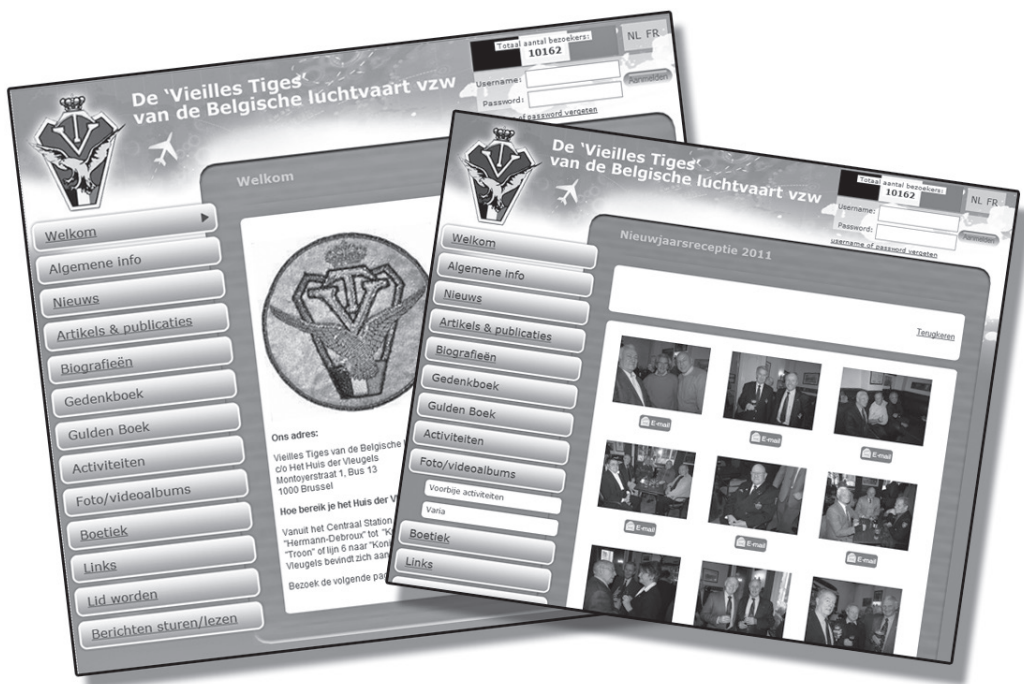 De ‘Vieilles Tiges’
van de Belgische luchtvaart vzw
Totaal aantal bezoekers:
10162
NL FR
Username:
Password:
Aanmelden
of password vergeten
Welkom
Welkom
Algemene info
Nieuws
Artikels & publicaties
Biografieën
Gedenkboek
Gulden Boek
Activiteiten
Foto/videoalbums
Boetiek
Links
Lid worden
Berichten sturen/lezen
Ons adres:
Vieilles Tiges van de Belgische
c/o Het Huis der Vleugels
Montoyerstraat 1, Bus 13
1000 Brussel
Hoe bereik je het Huis der V
Vanuit het Centraal Station
"Hermann-Debroux" tot "K
"Troon" of lijn 6 naar "Koni
Vleugels bevindt zich aan
Bezoek de volgende pa
De ‘Vieilles Tiges’
van de Belgische luchtvaart vzw
Totaal aantal bezoekers:
10162
NL FR
Username:
Password:
Aanmelden
username of password vergeten
Nieuwjaarsreceptie 2011
Terugkeren
Welkom
Algemene info
Nieuws
Artikels & publicaties
Biografieën
Gedenkboek
Gulden Boek
Activiteiten
Foto/videoalbums
Voorbije activiteiten
Varia
Boetiek
Links
E-mail
E-mail
E-mail
E-mail
E-mail
E-mail